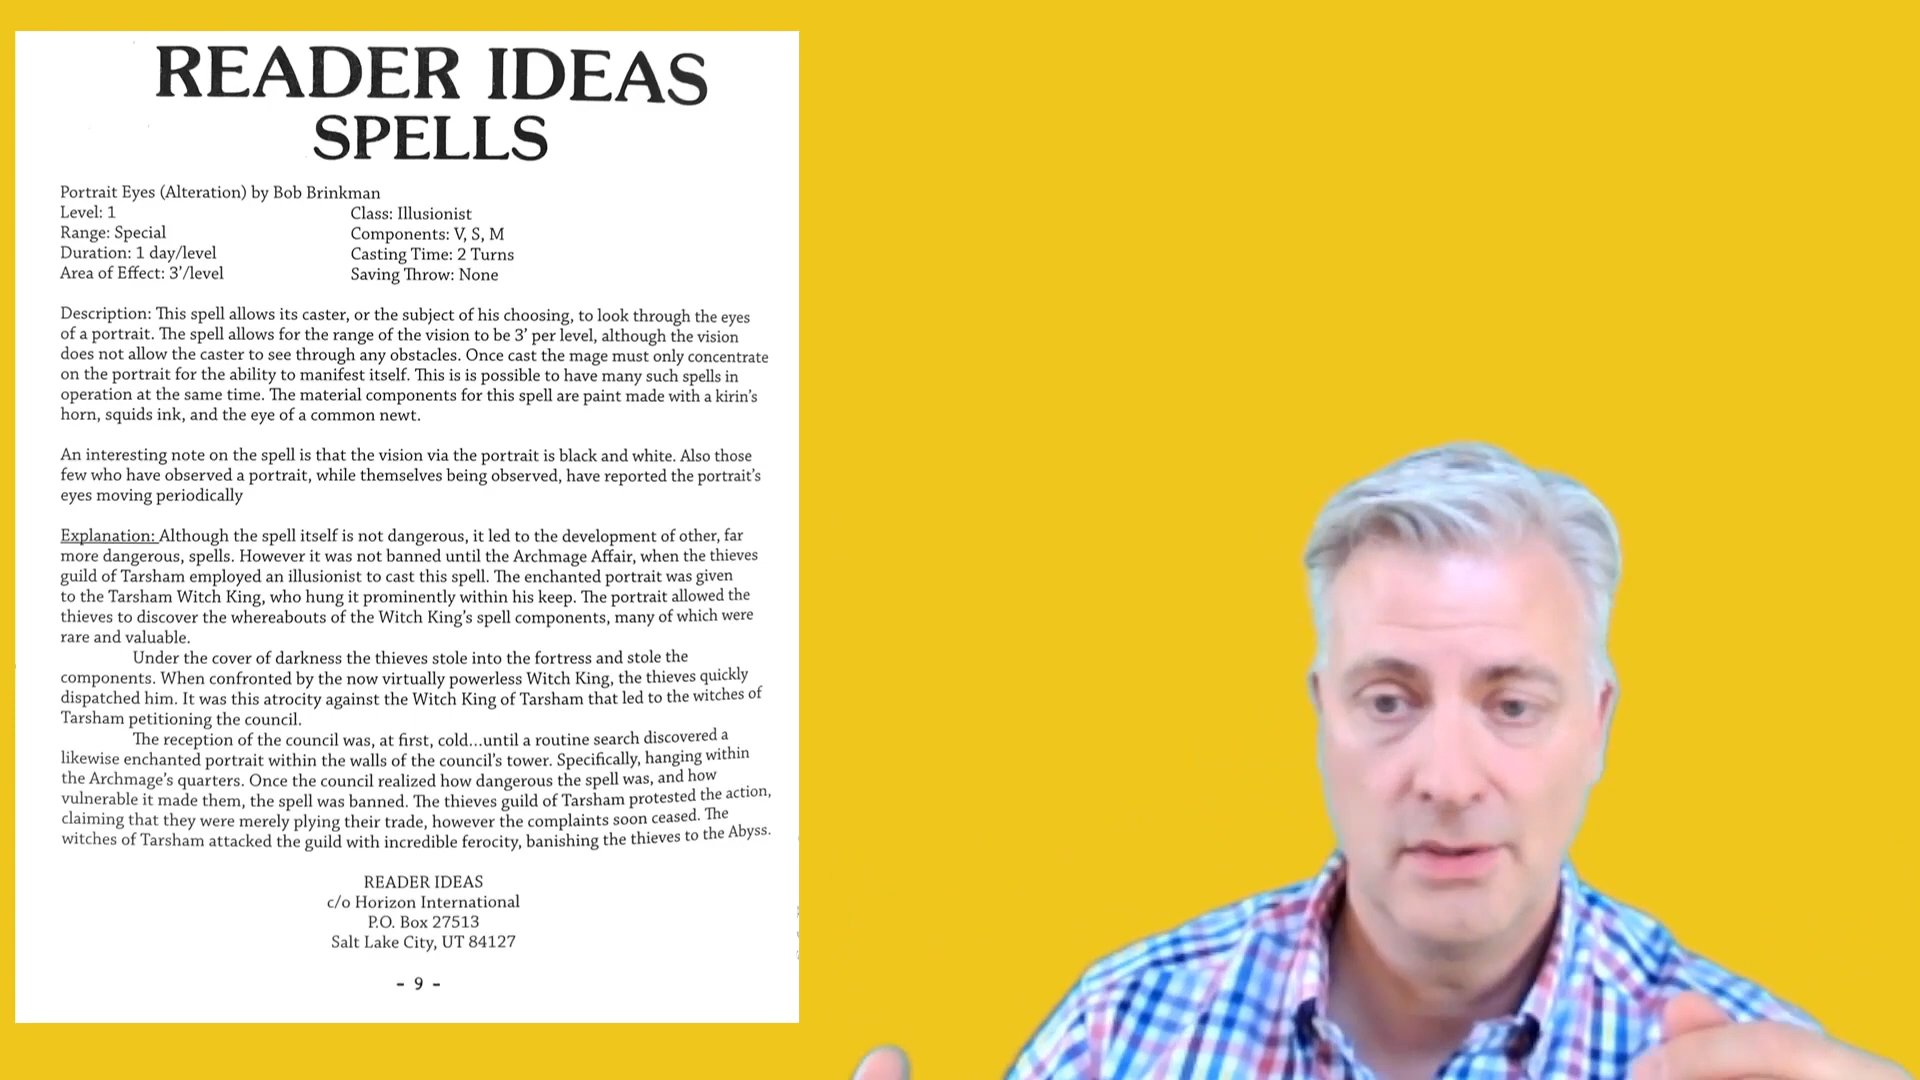 READER IDEAS
SPELLS
Portrait Eyes (Alteration) by Bob Brinkman
Level: 1
Class: Illusionist
Range: Special
Components: V, S, M
Duration: 1 day/level
Casting Time: 2 Turns
Area of Effect: 3'/level
Saving Throw: None
Description: This spell allows its caster, or the subject of his choosing, to look through the eyes
of a portrait. The spell allows for the range of the vision to be 3' per level, although the vision
does not allow the caster to see through any obstacles. Once cast the mage must only concentrate
on the portrait for the ability to manifest itself. This is is possible to have many such spells in
operation at the same time. The material components for this spell are paint made with a kirin's
horn, squids ink, and the eye of a common newt.
An interesting note on the spell is that the vision via the portrait is black and white. Also those
few who have observed a portrait, while themselves being observed, have reported the portrait's
eyes moving periodically
Explanation: Although the spell itself is not dangerous, it led to the development of other, far
more dangerous, spells. However it was not banned until the Archmage Affair, when the thieves
guild of Tarsham employed an illusionist to cast this spell. The enchanted portrait was given
to the Tarsham Witch King, who hung it prominently within his keep. The portrait allowed the
thieves to discover the whereabouts of the Witch King's spell components, many of which were
rare and valuable.
Under the cover of darkness the thieves stole into the fortress and stole the
components. When confronted by the now virtually powerless Witch King, the thieves quickly
dispatched him. It was this atrocity against the Witch King of Tarsham that led to the witches of
Tarsham petitioning the council.
The reception of the council was, at first, cold...until a routine search discovered a
likewise enchanted portrait within the walls of the council's tower. Specifically, hanging within
the Archmage's quarters. Once the council realized how dangerous the spell was, and how
vulnerable it made them, the spell was banned. The thieves guild of Tarsham protested the action,
claiming that they were merely plying their trade, however the complaints soon ceased. The
witches of Tarsham attacked the guild with incredible ferocity, banishing the thieves to the Abyss.
READER IDEAS
c/o Horizon International
P.O. Box 27513
Salt Lake City, UT 84127
- 9 -